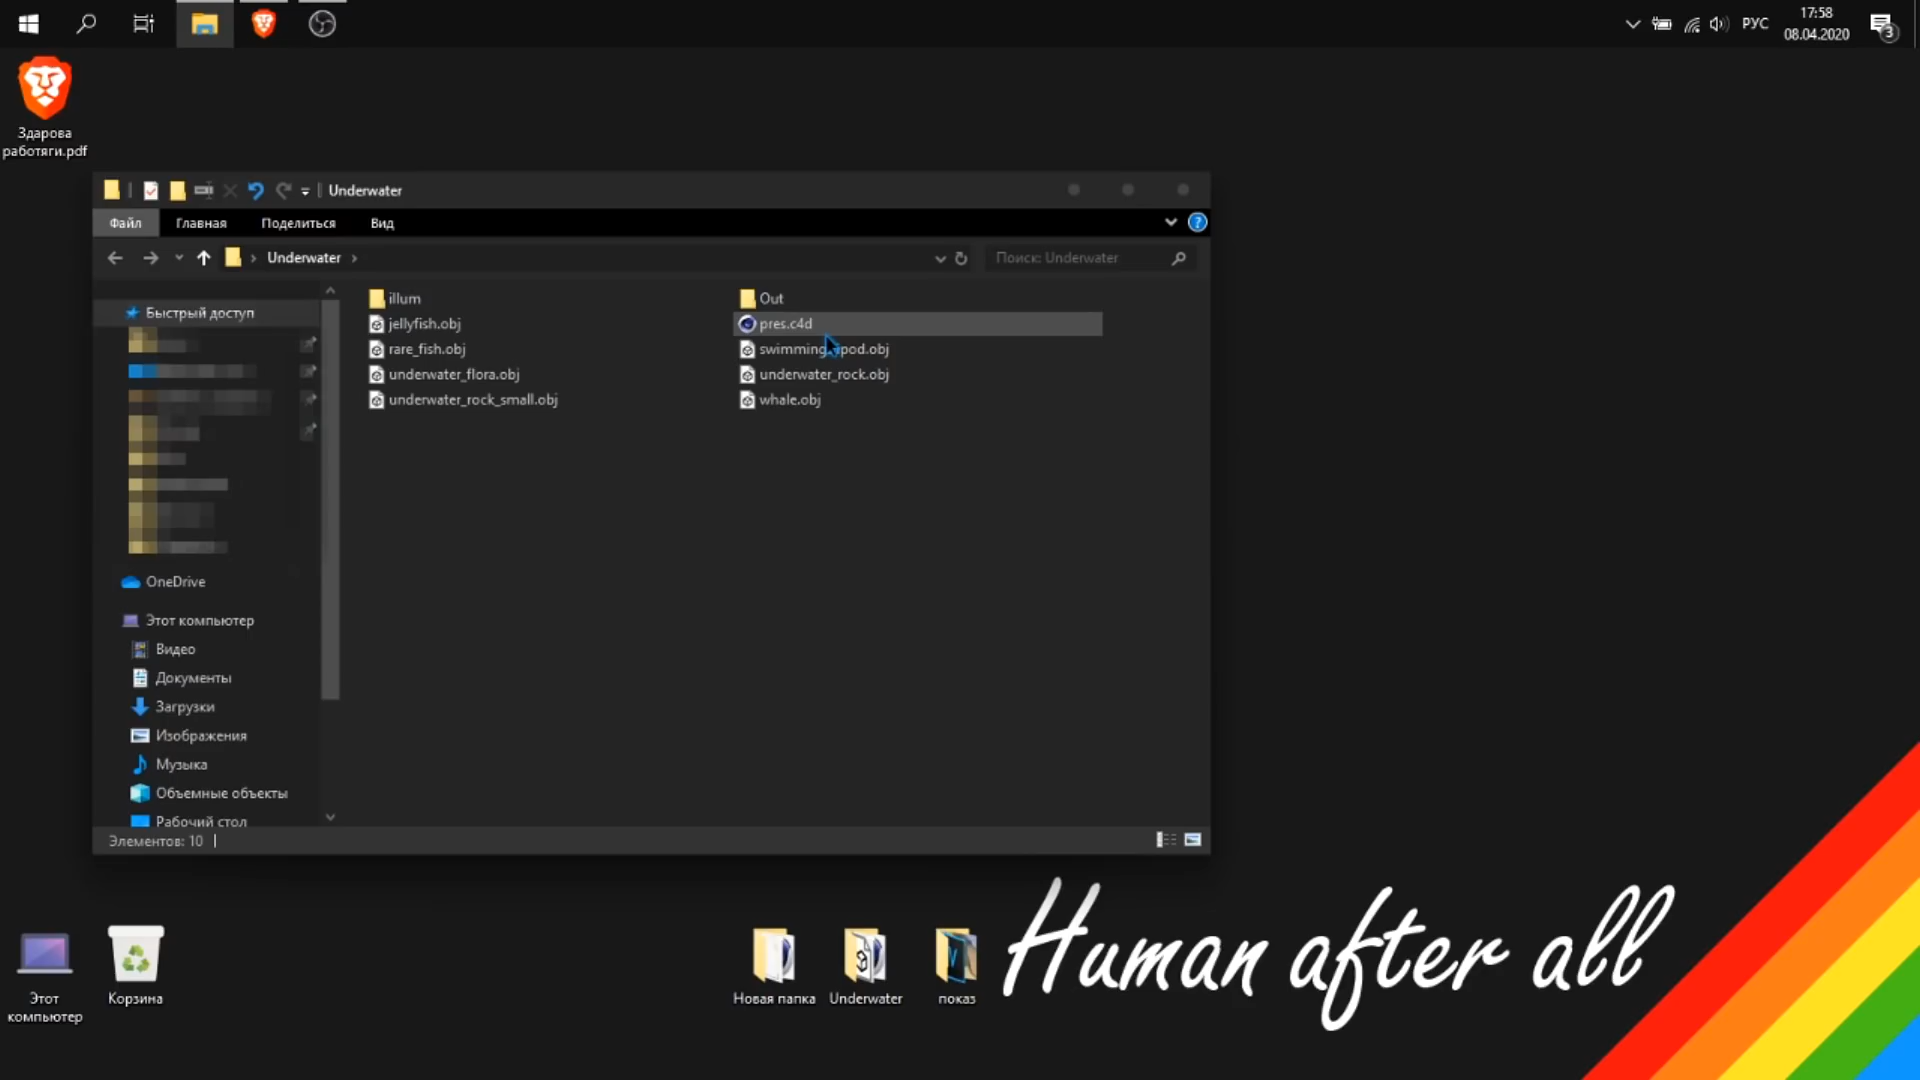 РУС
17:58
08.04.2020
3
Здарова
работяги.pdf
Underwater
Файл
Главная
Поделиться
Вид
Underwater
Поиск: Underwater
Быстрый доступ
OneDrive
Этот компьютер
Видео
Документы
Загрузки
Изображения
Музыка
Объемные объекты
Рабочий стол
illum
Out
jellyfish.obj
pres.c4d
rare_fish.obj
underwater_flora.obj
underwater_rock.obj
underwater_rock_small.obj
whale.obj
Элементов: 10
Этот
компьютер
Корзина
Новая папка
Underwater
показ
Human after all